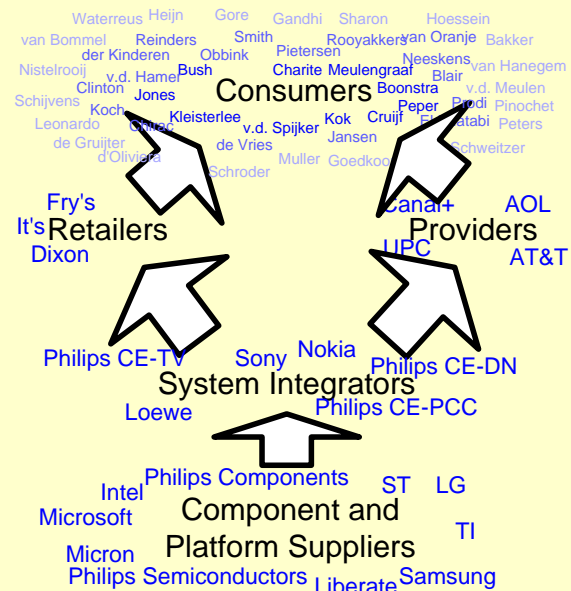 Waterreus Heijn Gore Gandhi Sharon Hoessein
van Bommel Reinders Smith Rooyakkers van Oranje Bakker
der Kinderen Obbink Pietersen Neeskens van Hanegem
Nistelrooij v.d. Hamer Bush Charite Meulengraaf Blair
Clinton Jones Consumers Boonstra v.d. Meulen
Schijvens Koch Kleisterlee v.d. Spijker Kok Cruijf Peper Prodi Pinochet
Leonardo Chirac de Vries Jansen Peters
de Gruijter d'Oliviera Schroder Muller Goedkoo Schweitzer
Fry's Canal+ AOL
It's Retailers Providers
Dixon UPC AT&T
Philips CE-TV Sony Nokia Philips CE-DN
System Integrators
Loewe Philips CE-PCC
Philips Components ST LG
Intel Component and
Microsoft TI
Micron Platform Suppliers
Philips Semiconductors Liberate Samsung